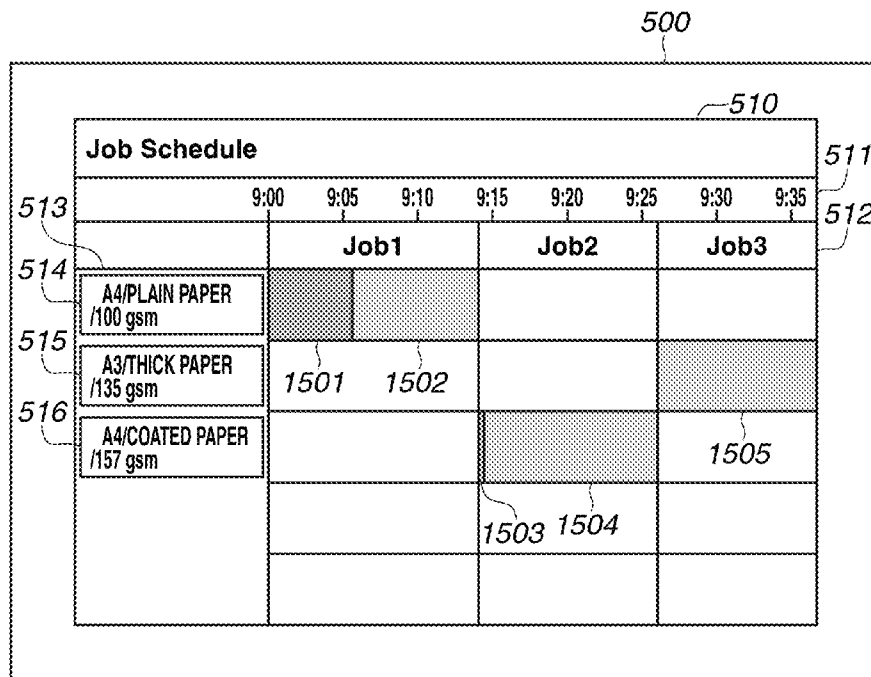 500
510
Job Schedule
511
9:00 9:05 9:10 9:15 9:20 9:25 9:30 9:35
513
512
Job1 Job2 Job3
514
A4/PLAIN PAPER
/100 gsm
515
A3/THICK PAPER
/135 gsm
1501 1502
516
A4/COATED PAPER
/157 gsm
1505
1503 1504